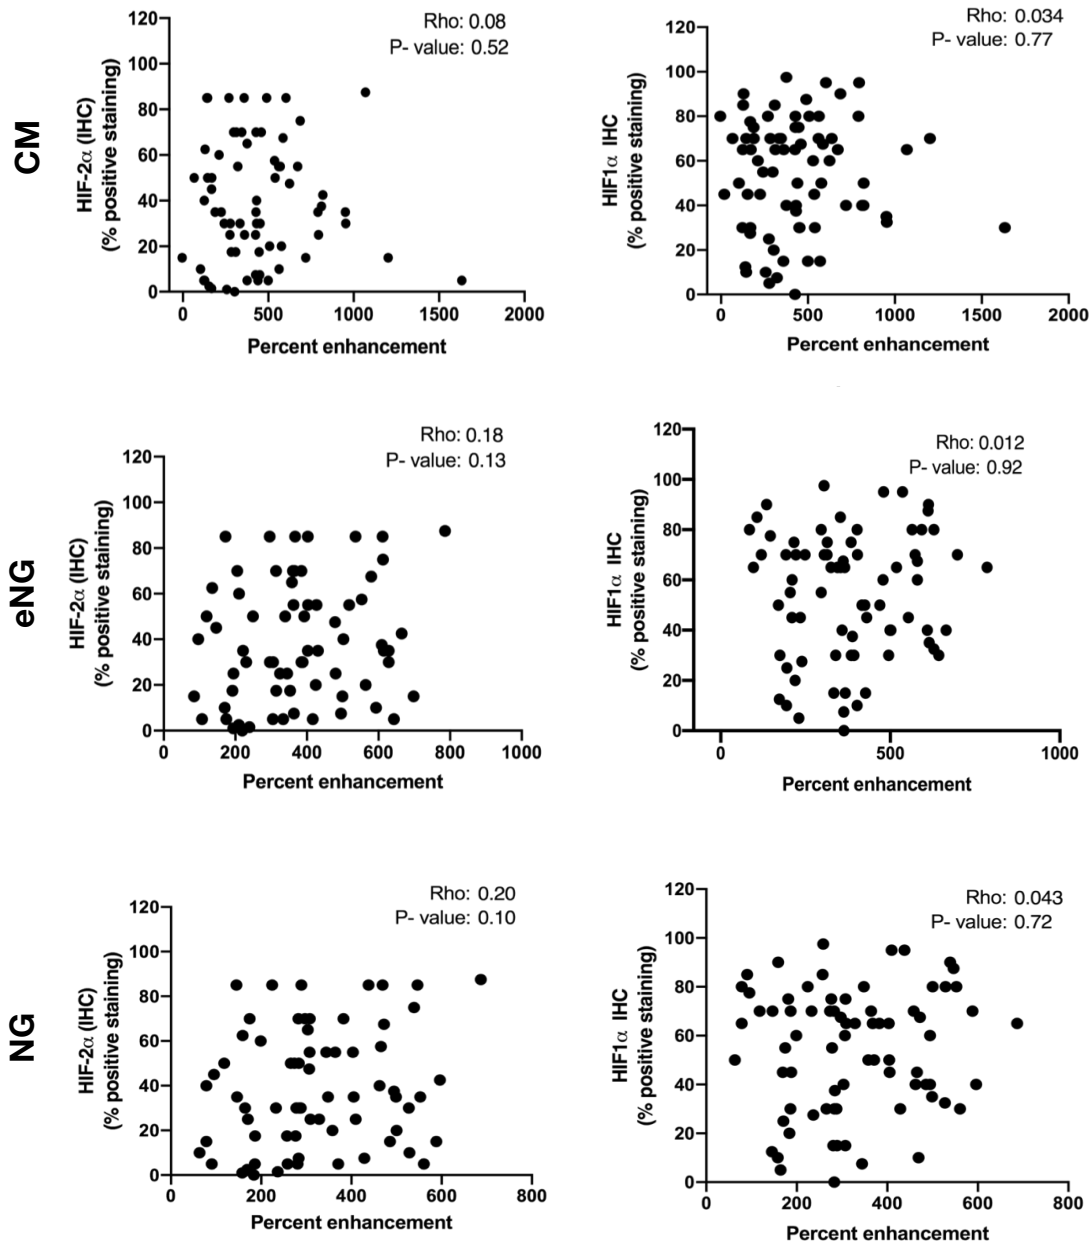 CM
Rho: 0.08
P- value: 0.52
HIF-2α (IHC)
(% positive staining)
120
100
80
60
40
20
0
0 500 1000 1500 2000
Percent enhancement
Rho: 0.034
P- value: 0.77
HIF1α IHC
(% positive staining)
120
100
80
60
40
20
0
0 500 1000 1500 2000
Percent enhancement
eNG
Rho: 0.18
P- value: 0.13
HIF-2α (IHC)
(% positive staining)
120
100
80
60
40
20
0
0 200 400 600 800 1000
Percent enhancement
Rho: 0.012
P- value: 0.92
HIF1α IHC
(% positive staining)
120
100
80
60
40
20
0
0 500 1000
Percent enhancement
NG
Rho: 0.20
P- value: 0.10
HIF-2α (IHC)
(% positive staining)
120
100
80
60
40
20
0
0 200 400 600 800
Percent enhancement
Rho: 0.043
P- value: 0.72
HIF1α IHC
(% positive staining)
120
100
80
60
40
20
0
0 200 400 600 800
Percent enhancement